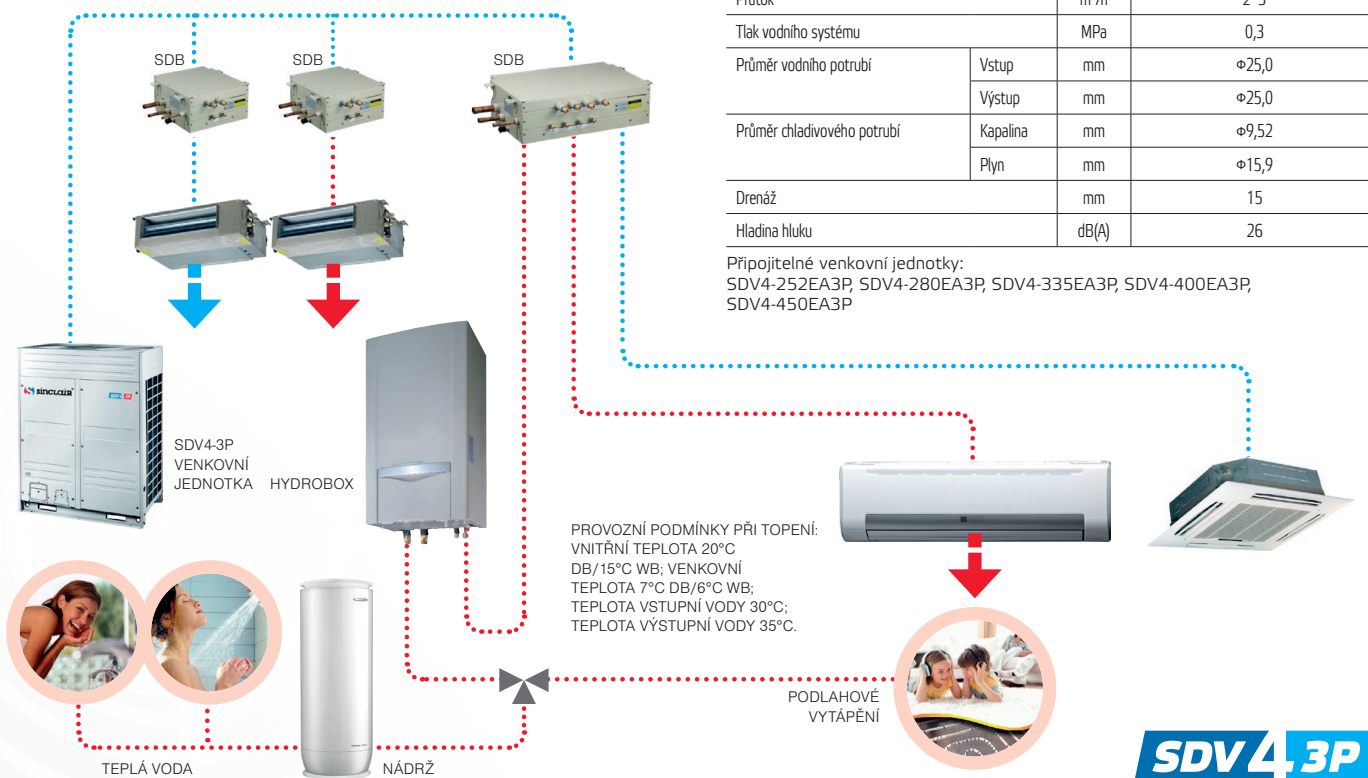 Tlak vodního systému MPa 0,3
Průměr vodního potrubí Vstup mm Φ25,0
Výstup mm Φ25,0
Průměr chladivového potrubí Kapalina mm Φ9,52
Plyn mm Φ15,9
Drenáž mm 15
Hladina hluku dB(A) 26
Připojitelné venkovní jednotky:
SDV4-252EA3P, SDV4-280EA3P, SDV4-335EA3P, SDV4-400EA3P,
SDV4-450EA3P
SDB
SDB
SDB
sinclair
SDV4 3P
SDV4-3P
VENKOVNÍ
JEDNOTKA
HYDROBOX
PROVOZNÍ PODMÍNKY PŘI TOPENÍ:
VNITŘNÍ TEPLOTA 20°C
DB/15°C WB; VENKOVNÍ
TEPLOTA 7°C DB/6°C WB;
TEPLOTA VSTUPNÍ VODY 30°C;
TEPLOTA VÝSTUPNÍ VODY 35°C.
PODLAHOVÉ
VYTÁPĚNÍ
TEPLÁ VODA
NÁDRŽ
SDV4 3P